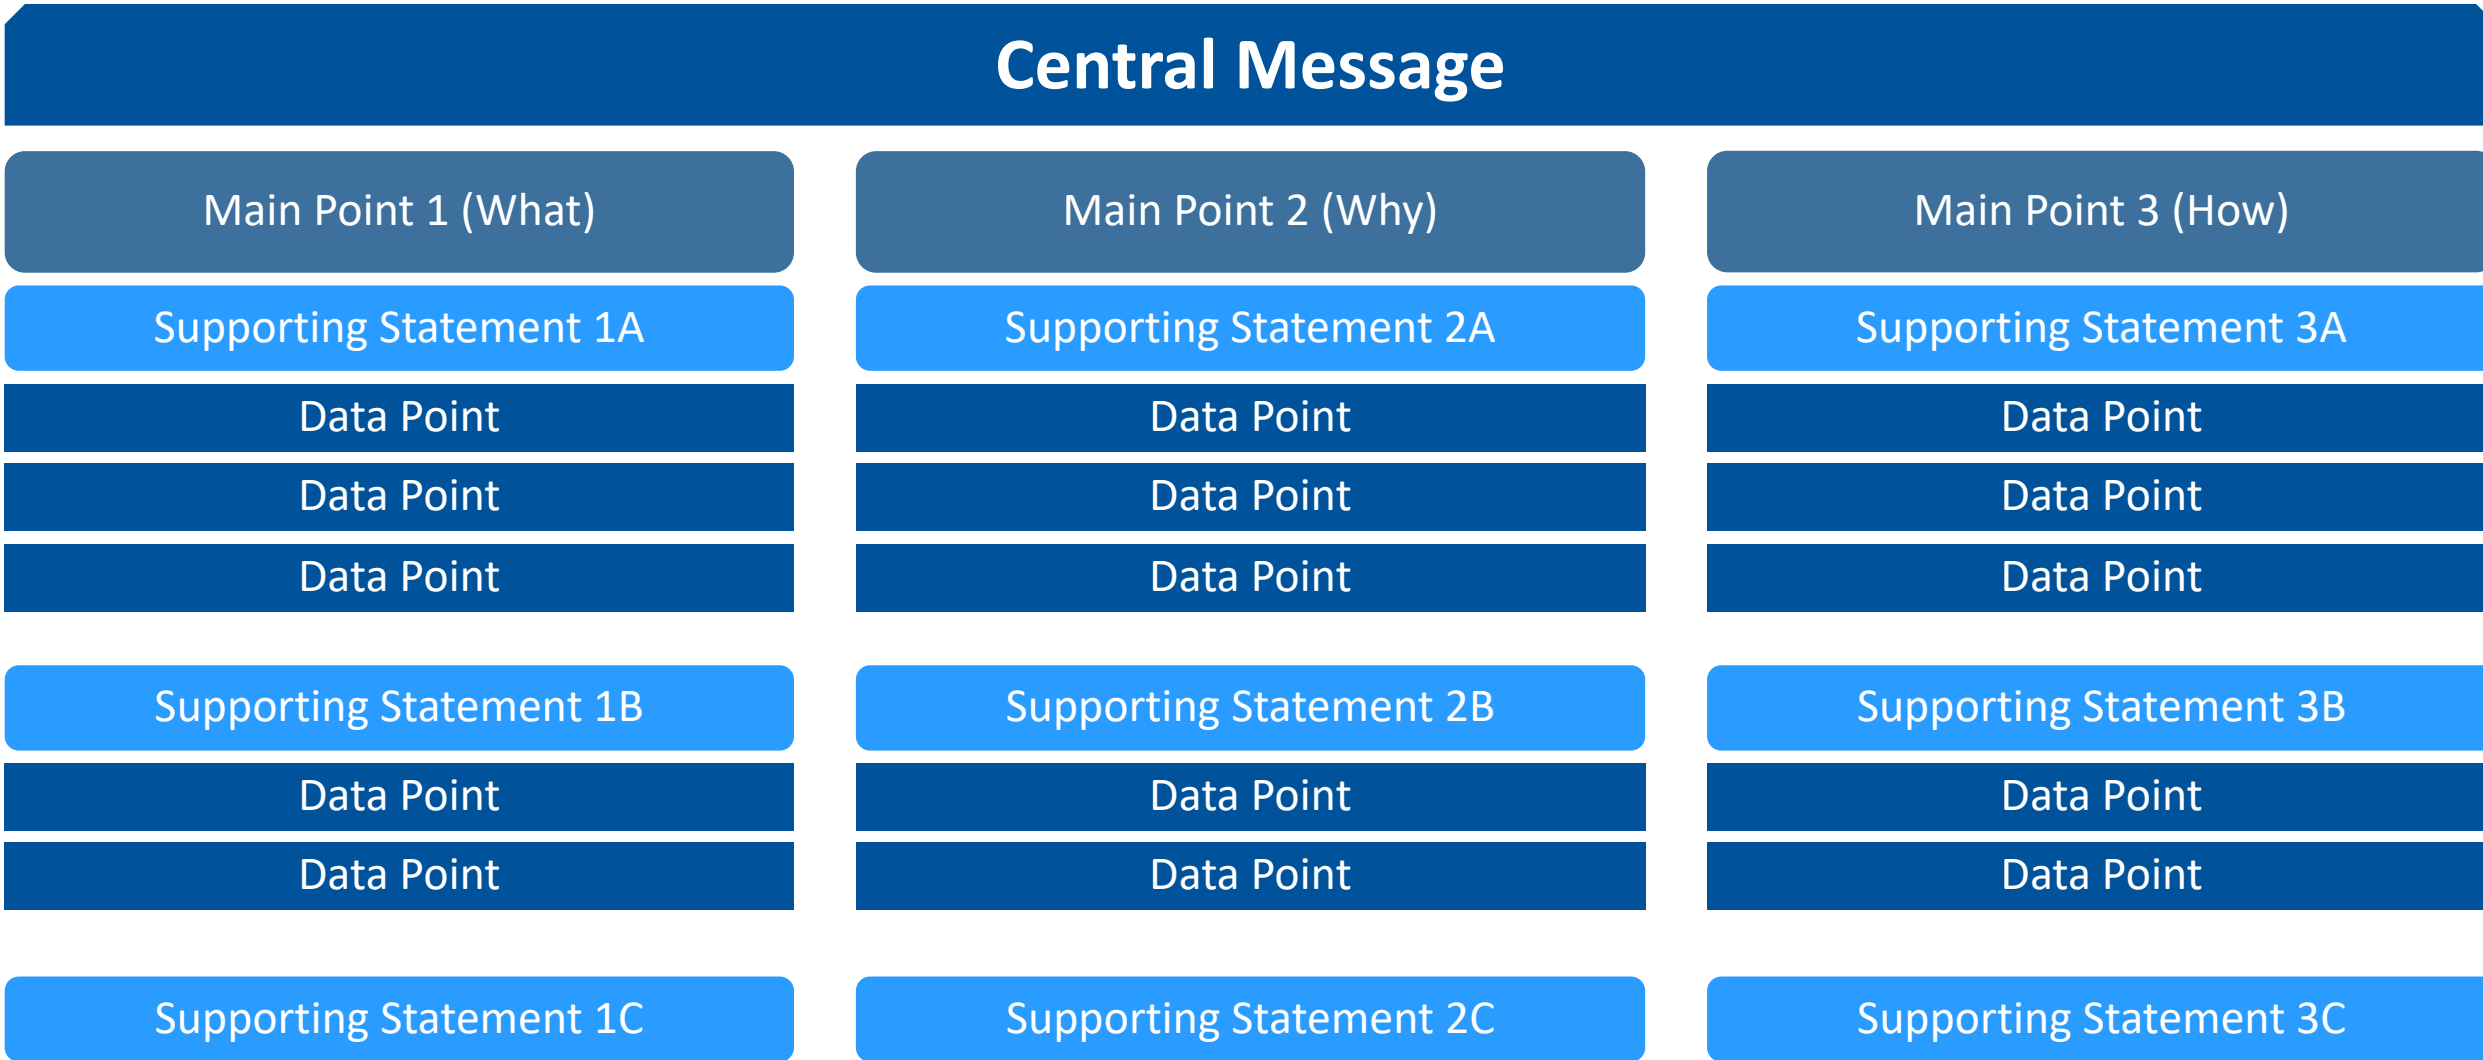 Central Message
Main Point 1 (What)
Supporting Statement 1A
Data Point
Data Point
Data Point
Supporting Statement 1B
Data Point
Data Point
Supporting Statement 1C
Main Point 2 (Why)
Supporting Statement 2A
Data Point
Data Point
Data Point
Supporting Statement 2B
Data Point
Data Point
Supporting Statement 2C
Main Point 3 (How)
Supporting Statement 3A
Data Point
Data Point
Data Point
Supporting Statement 3B
Data Point
Data Point
Supporting Statement 3C